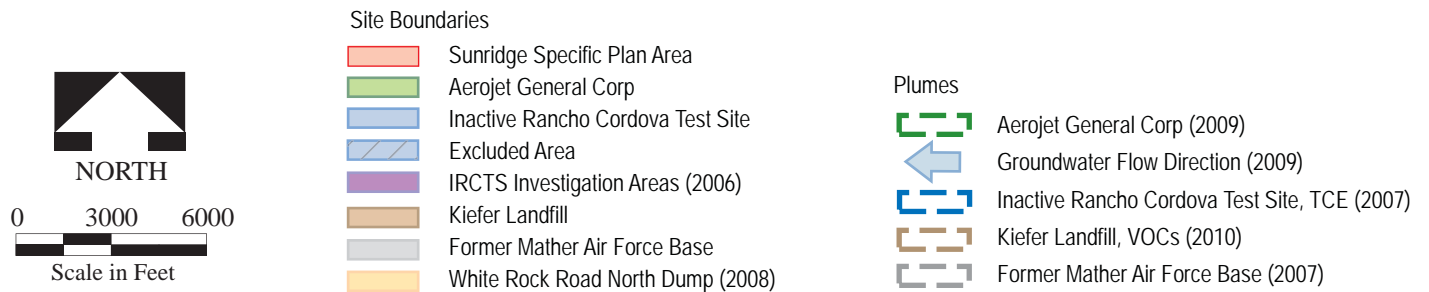 NORTH
0 3000 6000
Scale in Feet
Site Boundaries
Sunridge Specific Plan Area
Aerojet General Corp
Inactive Rancho Cordova Test Site
Excluded Area
IRCTS Investigation Areas (2006)
Kiefer Landfill
Former Mather Air Force Base
White Rock Road North Dump (2008)
Plumes
Aerojet General Corp (2009)
Groundwater Flow Direction (2009)
Inactive Rancho Cordova Test Site, TCE (2007)
Kiefer Landfill, VOCs (2010)
Former Mather Air Force Base (2007)